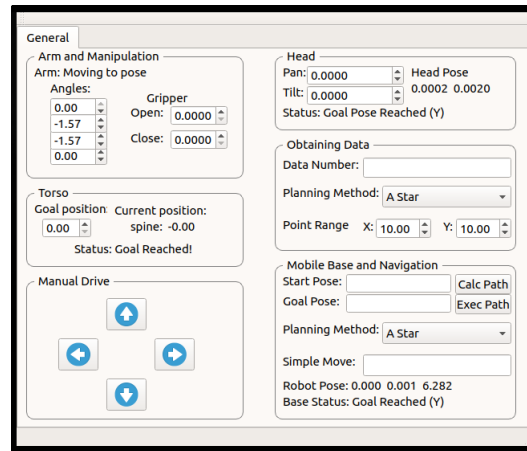 General
Arm and Manipulation
Arm: Moving to pose
Angles:
0.00
-1.57
-1.57
0.00
Gripper
Open: 0.0000
Close: 0.0000
Torso
Goal position: Current position:
0.00 spine: -0.00
Status: Goal Reached!
Manual Drive
Head
Pan: 0.0000 Head Pose
Tilt: 0.0000 0.0002 0.0020
Status: Goal Pose Reached (Y)
Obtaining Data
Data Number:
Planning Method: A Star
Point Range X: 10.00 Y: 10.00
Mobile Base and Navigation
Start Pose: Calc Path
Goal Pose: Exec Path
Planning Method: A Star
Simple Move:
Robot Pose: 0.000 0.001 6.282
Base Status: Goal Reached (Y)